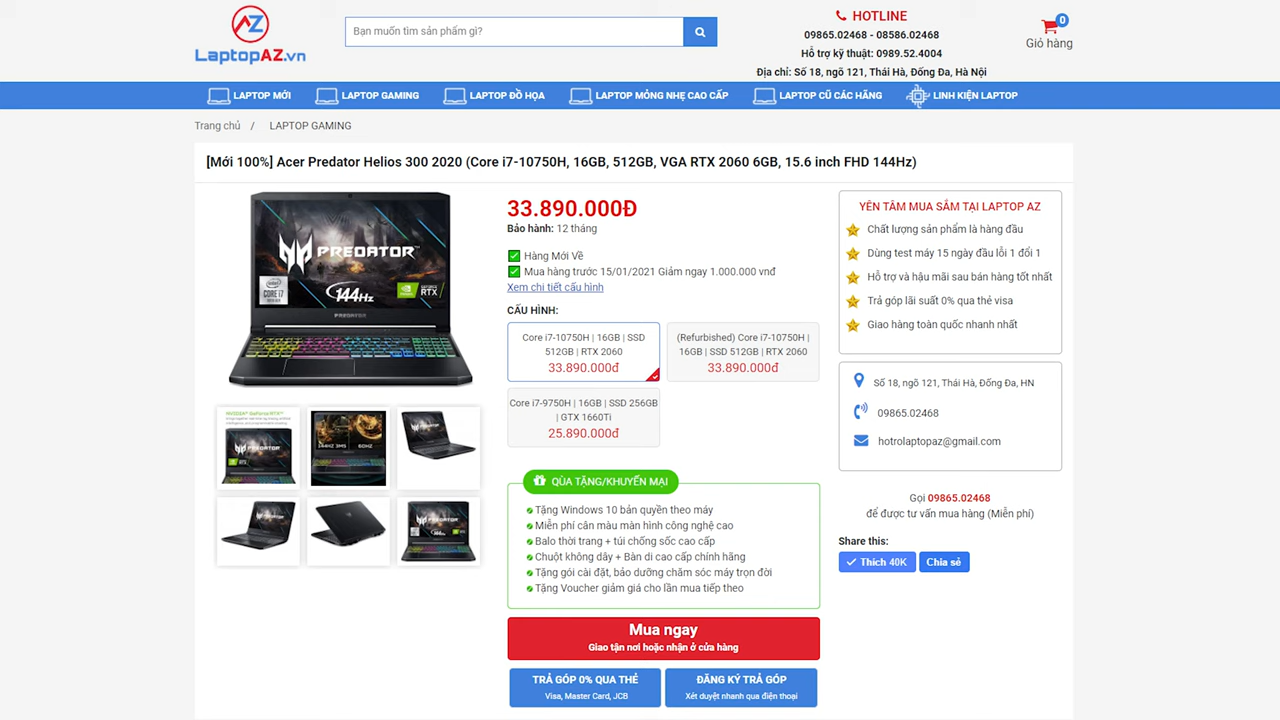 AZ
LaptopAZ.vn
Bạn muốn tìm sản phẩm gì?
HOTLINE
09865.02468 - 08586.02468
Hỗ trợ kỹ thuật: 0989.52.4004
Địa chỉ: Số 18, ngõ 121, Thái Hà, Đống Đa, Hà Nội
0
Giỏ hàng
LAPTOP MỚI
LAPTOP GAMING
LAPTOP ĐỒ HỌA
LAPTOP MỎNG NHẸ CAO CẤP
LAPTOP CŨ CÁC HÃNG
LINH KIỆN LAPTOP
Trang chủ / LAPTOP GAMING
[Mới 100%] Acer Predator Helios 300 2020 (Core i7-10750H, 16GB, 512GB, VGA RTX 2060 6GB, 15.6 inch FHD 144Hz)
PREDATOR
CORE i7
144Hz
RTX
PREDATOR
NVIDIA® GeForce RTX™
PREDATOR
144HZ 3MS
60HZ
33.890.000Đ
Bảo hành: 12 tháng
Hàng Mới Về
Mua hàng trước 15/01/2021 Giảm ngay 1.000.000 vnđ
Xem chi tiết cấu hình
CẤU HÌNH:
Core i7-10750H | 16GB | SSD
512GB | RTX 2060
33.890.000đ
(Refurbished) Core i7-10750H |
16GB | SSD 512GB | RTX 2060
33.890.000đ
Core i7-9750H | 16GB | SSD 256GB
| GTX 1660Ti
25.890.000đ
QÙA TẶNG/KHUYẾN MẠI
Tặng Windows 10 bản quyền theo máy
Miễn phí cân màu màn hình công nghệ cao
Balo thời trang + túi chống sốc cao cấp
Chuột không dây + Bàn di cao cấp chính hãng
Tặng gói cài đặt, bảo dưỡng chăm sóc máy trọn đời
Tặng Voucher giảm giá cho lần mua tiếp theo
Mua ngay
Giao tận nơi hoặc nhận ở cửa hàng
TRẢ GÓP 0% QUA THẺ
Visa, Master Card, JCB
ĐĂNG KÝ TRẢ GÓP
Xét duyệt nhanh qua điện thoại
YÊN TÂM MUA SẮM TẠI LAPTOP AZ
Chất lượng sản phẩm là hàng đầu
Dùng test máy 15 ngày đầu lỗi 1 đổi 1
Hỗ trợ và hậu mãi sau bán hàng tốt nhất
Trả góp lãi suất 0% qua thẻ visa
Giao hàng toàn quốc nhanh nhất
Số 18, ngõ 121, Thái Hà, Đống Đa, HN
09865.02468
hotrolaptopaz@gmail.com
Gọi 09865.02468
để được tư vấn mua hàng (Miễn phí)
Share this:
Thích 40K
Chia sẻ